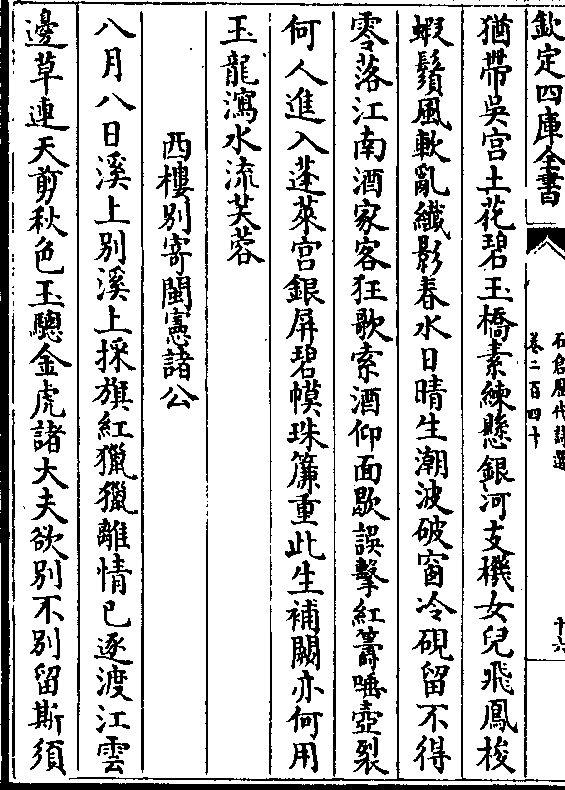 欽定四庫全書
石倉歷代詩選
卷二百四十
十六
猶帶吳宮土花碧玉橋素練懸銀河支機女兒飛鳳梭
蝦鬚風軟亂纖影春水日晴生潮波破窗冷硯留不得
零落江南酒家客狂歌索酒仰面歌誤擊紅籌唾壺裂
何人進入蓬萊宮銀屏碧幙珠簾重此生補闕亦何用
玉龍瀉水流芙蓉
西樓別寄閩憲諸公
八月八日溪上別溪上採旗紅獵獵離情已逐渡江雲
邊草連天剪秋色玉驄金虎諸大夫欲別不別留斯須